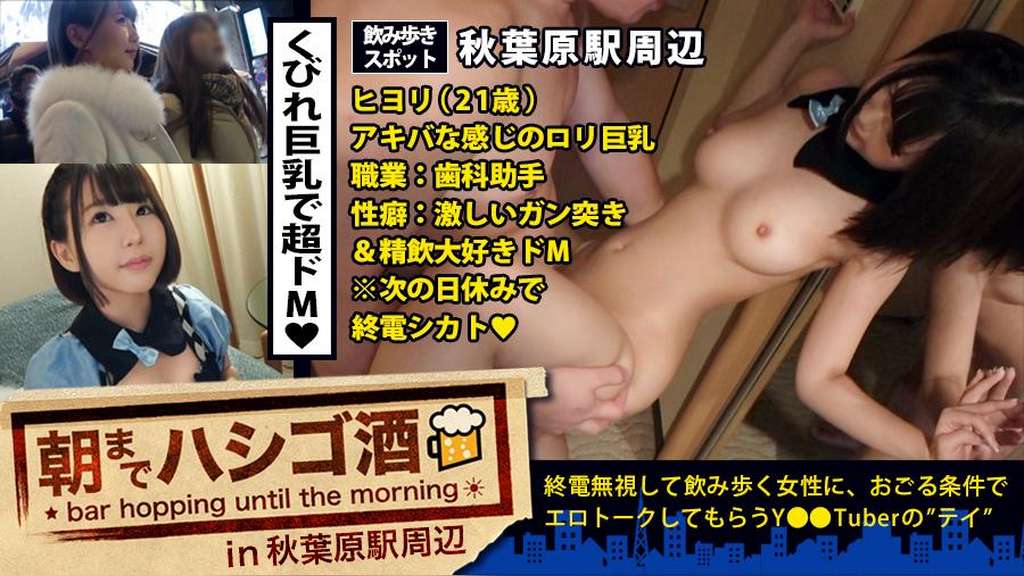 くびれ巨乳で超ドM♥
飲み歩き
スポット
秋葉原駅周辺
ヒヨリ（21歳）
アキバな感じのロリ巨乳
職業：歯科助手
性癖：激しいガン突き
＆精飲大好きドM
※次の日休みで
終電シカト♥
朝までハシゴ酒
★ bar hopping until the morning ☀
in 秋葉原駅周辺
終電無視して飲み歩く女性に、おごる条件で
エロトークしてもらうY●●Tuberの”テイ”